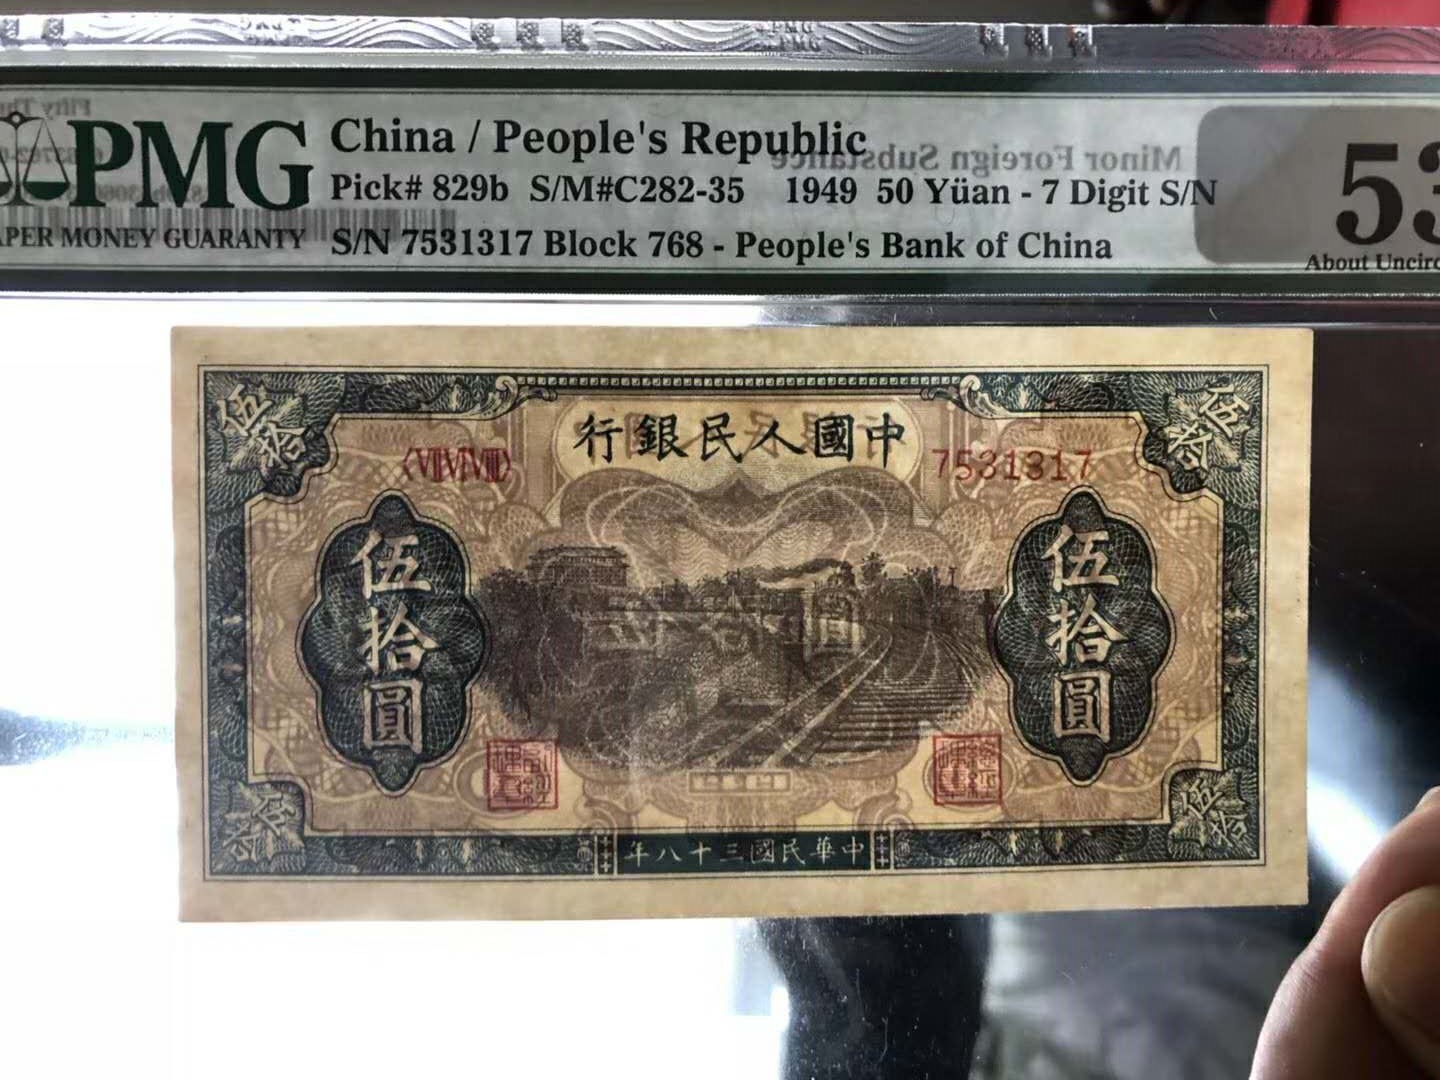 PMG
China / People's Republic
Pick# 829b S/M#C282-35 1949 50 Yüan - 7 Digit S/N
S/N 7531317 Block 768 - People's Bank of China
PAPER MONEY GUARANTY
Minor Foreign Substance
53
About Uncirc
伍拾
伍拾
行銀民人國中
〈ⅦⅥⅧ〉
7531317
伍拾圓
伍拾圓
伍拾
伍拾
年八十三國民華中